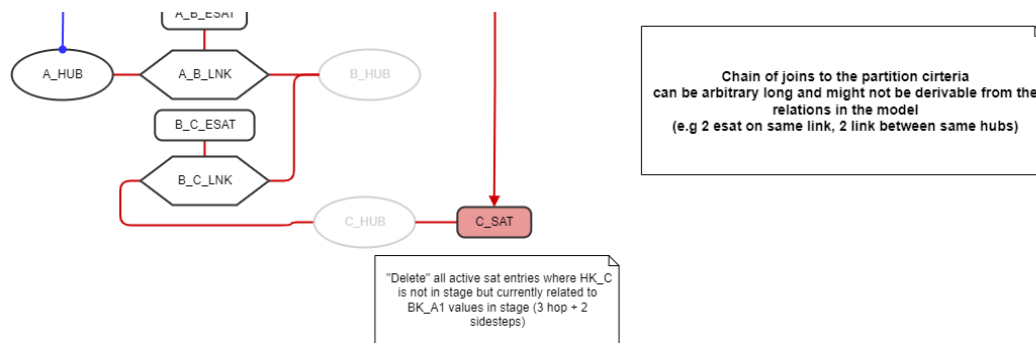 A_B_ESAT
A_HUB
A_B_LNK
B_HUB
B_C_ESAT
B_C_LNK
C_HUB
C_SAT
Chain of joins to the partition cirteria
can be arbitrary long and might not be derivable from the
relations in the model
(e.g 2 esat on same link, 2 link between same hubs)
"Delete" all active sat entries where HK_C
is not in stage but currently related to
BK_A1 values in stage (3 hop + 2
sidesteps)